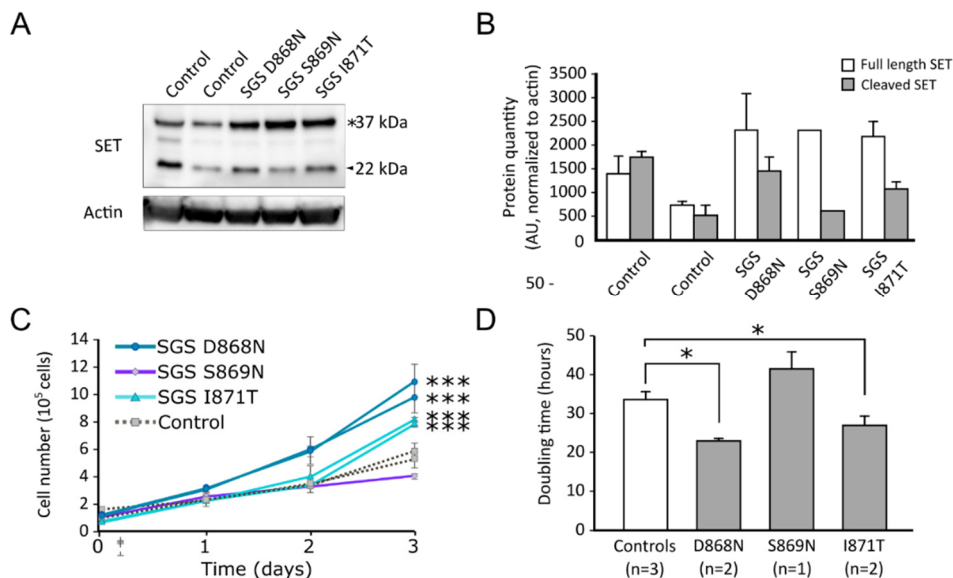 A
Control
Control
SGS D868N
SGS S869N
SGS I871T
SET
*37 kDa
22 kDa
Actin
B
Full length SET
Cleaved SET
Protein quantity
(AU, normalized to actin)
3500
3000
2500
2000
1500
1000
500
0
Control
Control
SGS
D868N
SGS
S869N
SGS
I871T
50 -
C
Cell number (10⁵ cells)
14
12
10
8
6
4
2
0
SGS D868N
SGS S869N
SGS I871T
Control
***
***
***
***
0 1 2 3
Time (days)
D
Doubling time (hours)
50
40
30
20
10
0
*
*
Controls D868N S869N I871T
(n=3) (n=2) (n=1) (n=2)